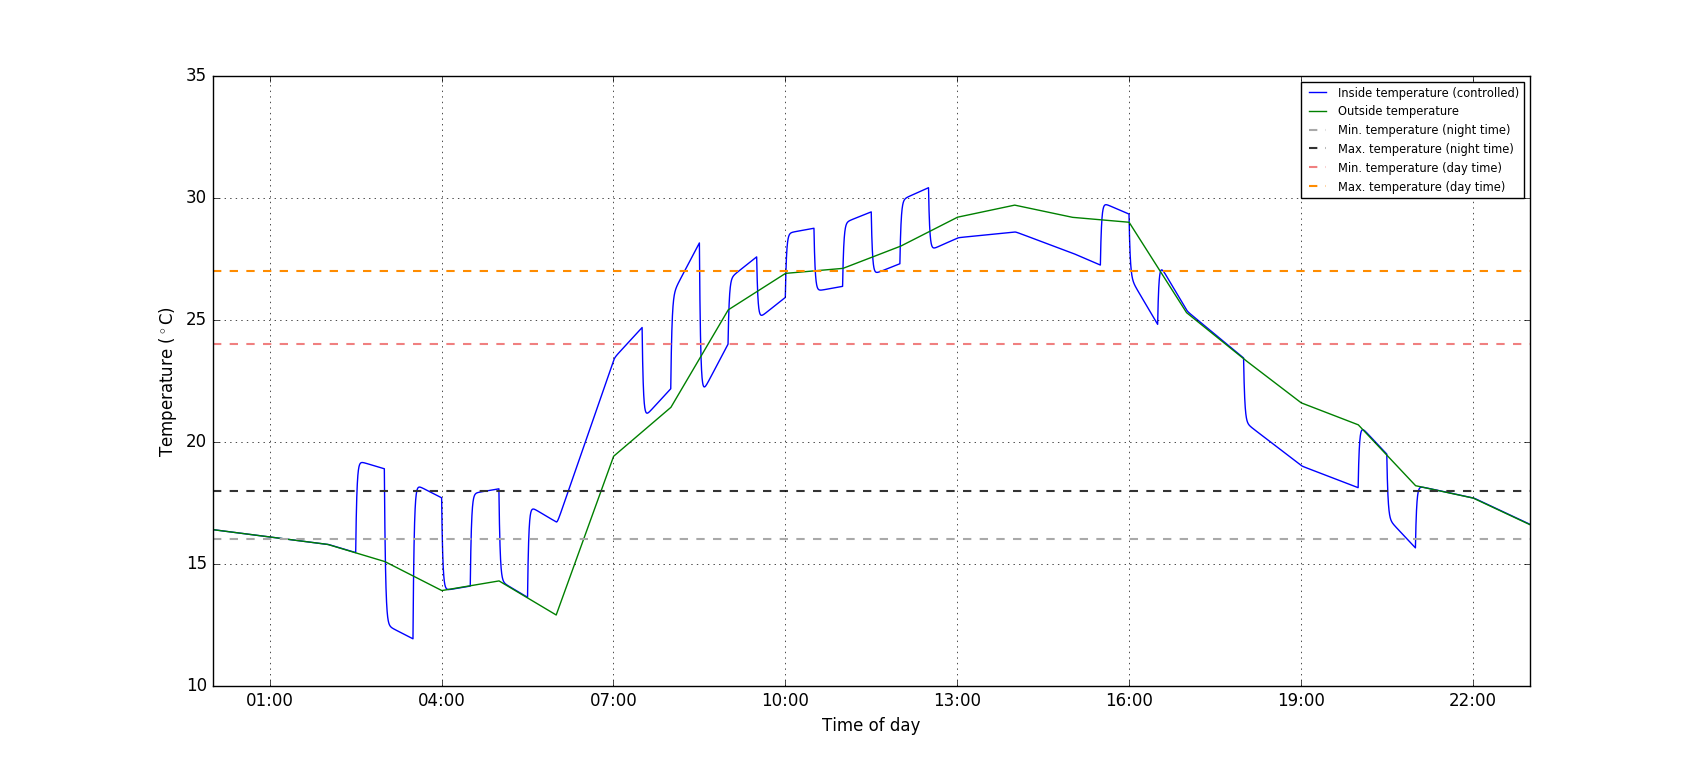 35
30
25
20
15
10
Temperature (°C)
Inside temperature (controlled)
Outside temperature
Min. temperature (night time)
Max. temperature (night time)
Min. temperature (day time)
Max. temperature (day time)
01:00 04:00 07:00 10:00 13:00 16:00 19:00 22:00
Time of day